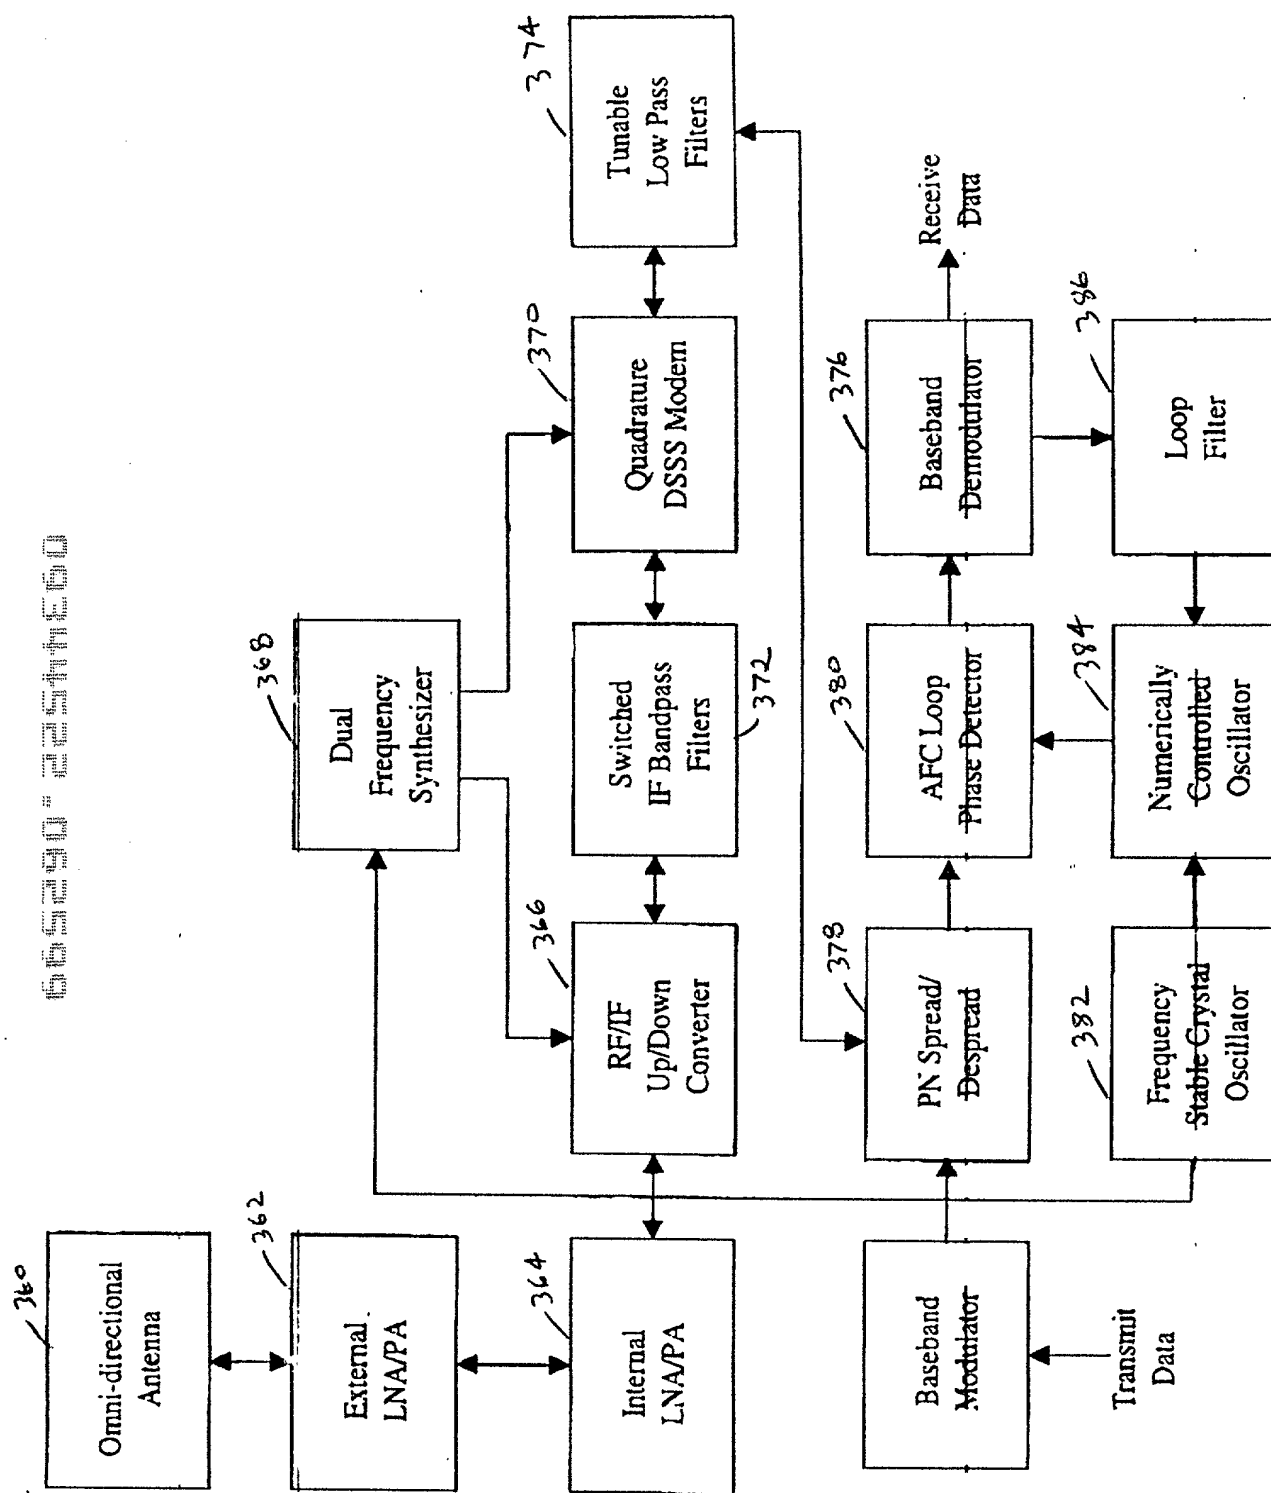 360
Omni-directional
Antenna
362
External
LNA/PA
364
Internal
LNA/PA
368
Dual
Frequency
Synthesizer
366
RF/IF
Up/Down
Converter
Switched
IF Bandpass
Filters
372
370
Quadrature
DSSS Modem
374
Tunable
Low Pass
Filters
Transmit
Data
Baseband
Modulator
378
PN Spread/
Despread
380
AFC Loop
Phase Detector
376
Baseband
Demodulator
Receive
Data
382
Frequency
Stable Crystal
Oscillator
384
Numerically
Controlled
Oscillator
386
Loop
Filter